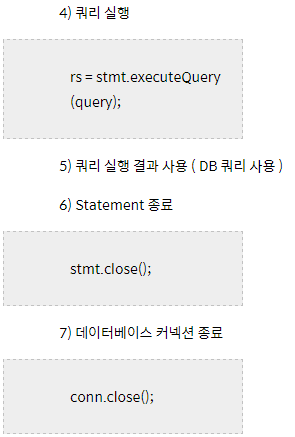 4) 쿼리 실행
rs = stmt.executeQuery
(query);
5) 쿼리 실행 결과 사용 ( DB 쿼리 사용 )
6) Statement 종료
stmt.close();
7) 데이터베이스 커넥션 종료
conn.close();